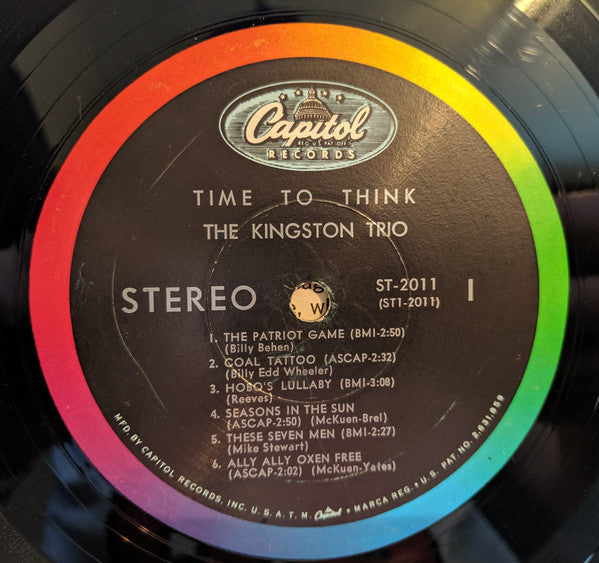 Capitol
REG. U.S. PAT. OFF.
RECORDS
TIME TO THINK
THE KINGSTON TRIO
STEREO
ST-2011
(ST1-2011)
1
1. THE PATRIOT GAME (BMI-2:50)
(Billy Behen)
2. COAL TATTOO (ASCAP-2:32)
(Billy Edd Wheeler)
3. HOBO'S LULLABY (BMI-3:08)
(Reeves)
4. SEASONS IN THE SUN
(ASCAP-2:50) (McKuen-Brel)
5. THESE SEVEN MEN (BMI-2:27)
(Mike Stewart)
6. ALLY ALLY OXEN FREE
(ASCAP-2:02) (McKuen-Yates)
MFD. BY CAPITOL RECORDS, INC. U. S. A. T. M. Capitol • MARCA REG. • U. S. PAT. NO. 2,631,859